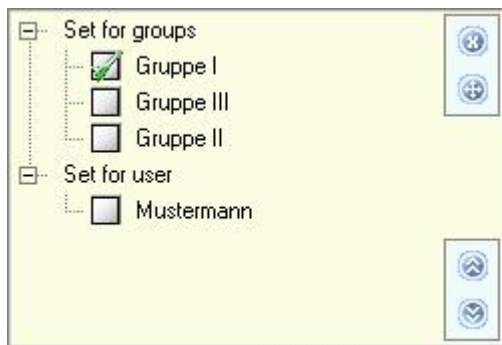 Set for groups
Gruppe I
Gruppe III
Gruppe II
Set for user
Mustermann